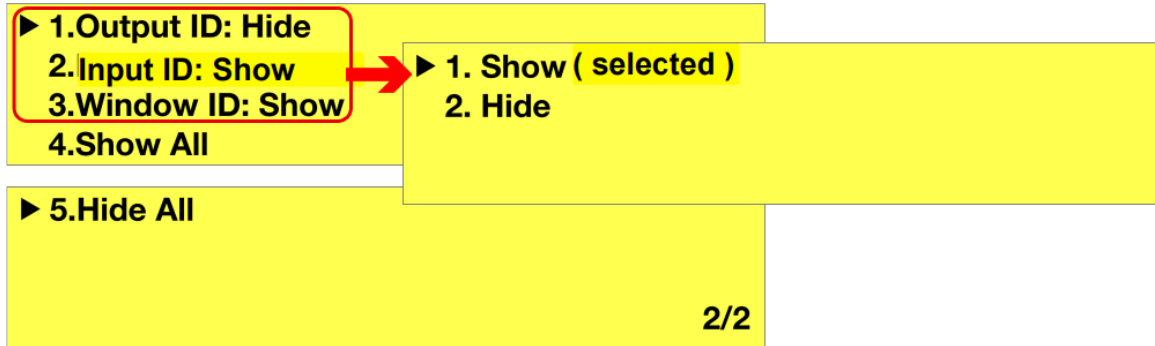 ▶ 1.Output ID: Hide
2.Input ID: Show
3.Window ID: Show
4.Show All
▶ 1. Show ( selected )
2. Hide
▶ 5.Hide All
2/2